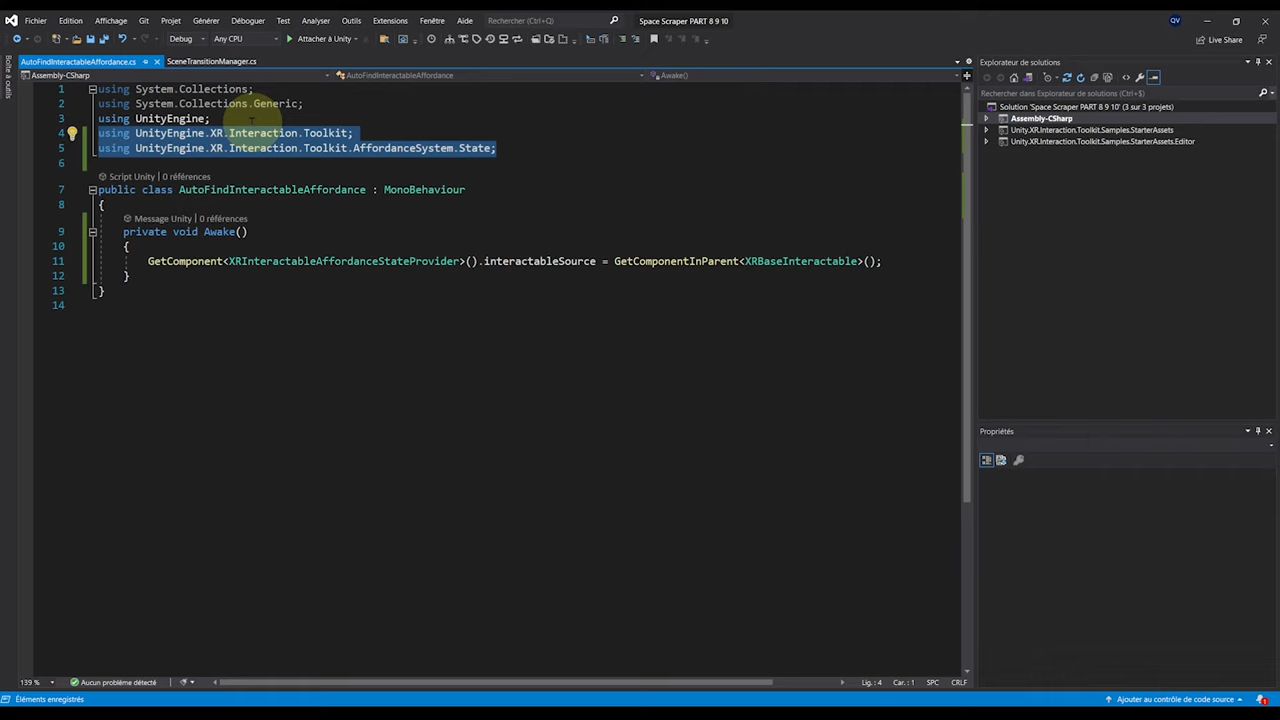 Fichier Edition Affichage Git Projet Générer Déboguer Test Analyser Outils Extensions Fenêtre Aide Rechercher (Ctrl+Q) Space Scraper PART 8 9 10 QV
Debug Any CPU Attacher à Unity Live Share
Boîte à outils
AutoFindInteractableAffordance.cs SceneTransitionManager.cs
Assembly-CSharp AutoFindInteractableAffordance Awake()
1 using System.Collections;
2 using System.Collections.Generic;
3 using UnityEngine;
4 using UnityEngine.XR.Interaction.Toolkit;
5 using UnityEngine.XR.Interaction.Toolkit.AffordanceSystem.State;
6
Script Unity | 0 références
7 public class AutoFindInteractableAffordance : MonoBehaviour
8 {
Message Unity | 0 références
9 private void Awake()
10 {
11 GetComponent<XRInteractableAffordanceStateProvider>().interactableSource = GetComponentInParent<XRBaseInteractable>();
12 }
13 }
14
139 % Aucun problème détecté Lig : 4 Car. : 1 SPC CRLF
Explorateur de solutions
Rechercher dans Explorateur de solutions (Ctrl+$)
Solution 'Space Scraper PART 8 9 10' (3 sur 3 projets)
Assembly-CSharp
Unity.XR.Interaction.Toolkit.Samples.StarterAssets
Unity.XR.Interaction.Toolkit.Samples.StarterAssets.Editor
Propriétés
Éléments enregistrés Ajouter au contrôle de code source 1